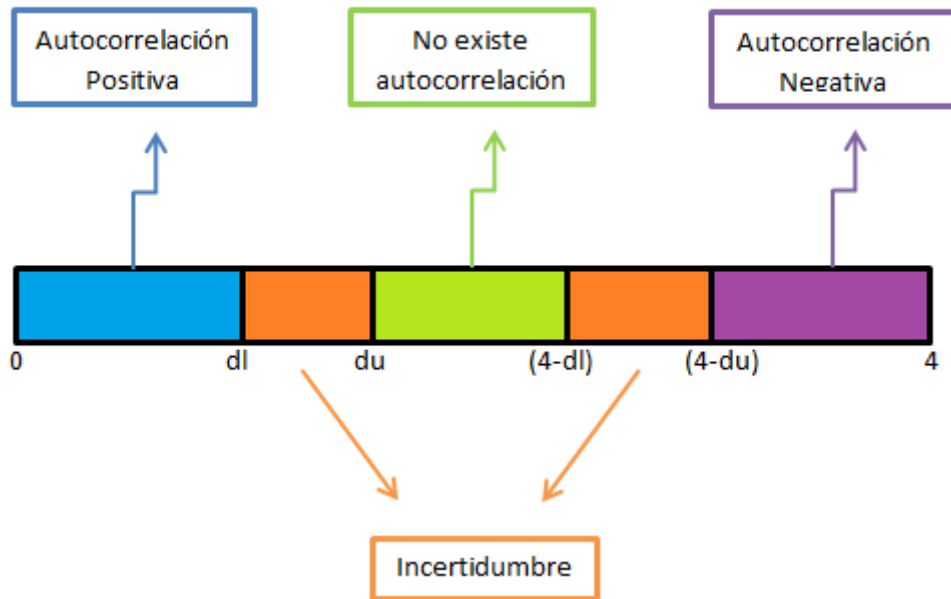 Autocorrelación
Positiva
No existe
autocorrelación
Autocorrelación
Negativa
0
dl
du
(4-dl)
(4-du)
4
Incertidumbre